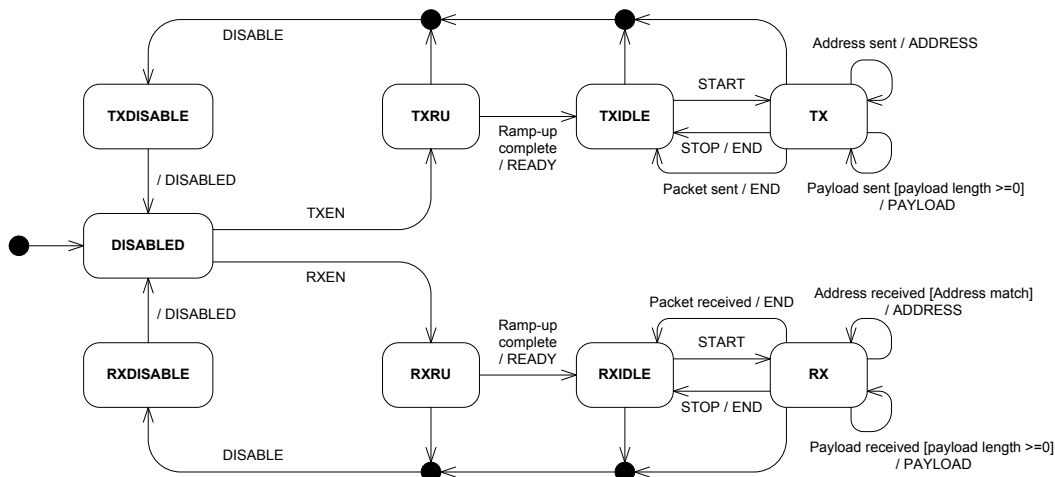 DISABLE
Address sent / ADDRESS
START
TXDISABLE
TXRU
TXIDLE
TX
Ramp-up
complete
/ READY
STOP / END
/ DISABLED
Packet sent / END
Payload sent [payload length >=0]
/ PAYLOAD
TXEN
DISABLED
RXEN
Packet received / END
Address received [Address match]
/ ADDRESS
/ DISABLED
Ramp-up
complete
/ READY
START
RXDISABLE
RXRU
RXIDLE
RX
STOP / END
DISABLE
Payload received [payload length >=0]
/ PAYLOAD